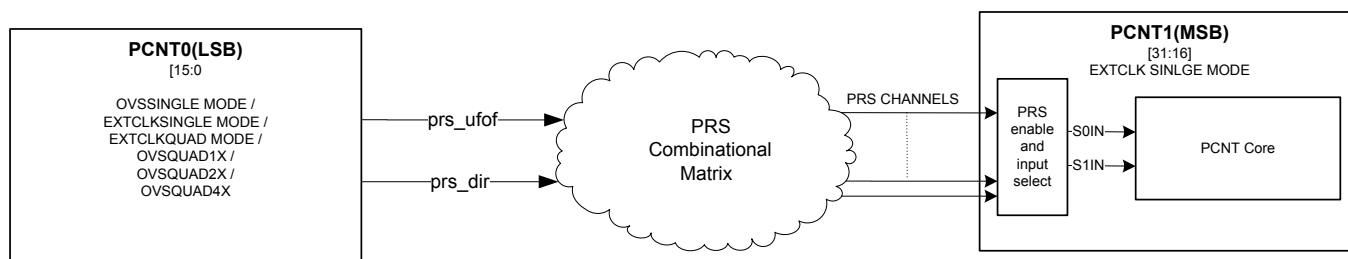 PCNT0(LSB)
[15:0
OVSSINGLE MODE /
EXTCLKSINGLE MODE /
EXTCLKQUAD MODE /
OVSQUAD1X /
OVSQUAD2X /
OVSQUAD4X
prs_ufof
prs_dir
PRS
Combinational
Matrix
PRS CHANNELS
PCNT1(MSB)
[31:16]
EXTCLK SINLGE MODE
PRS
enable
and
input
select
S0IN
S1IN
PCNT Core